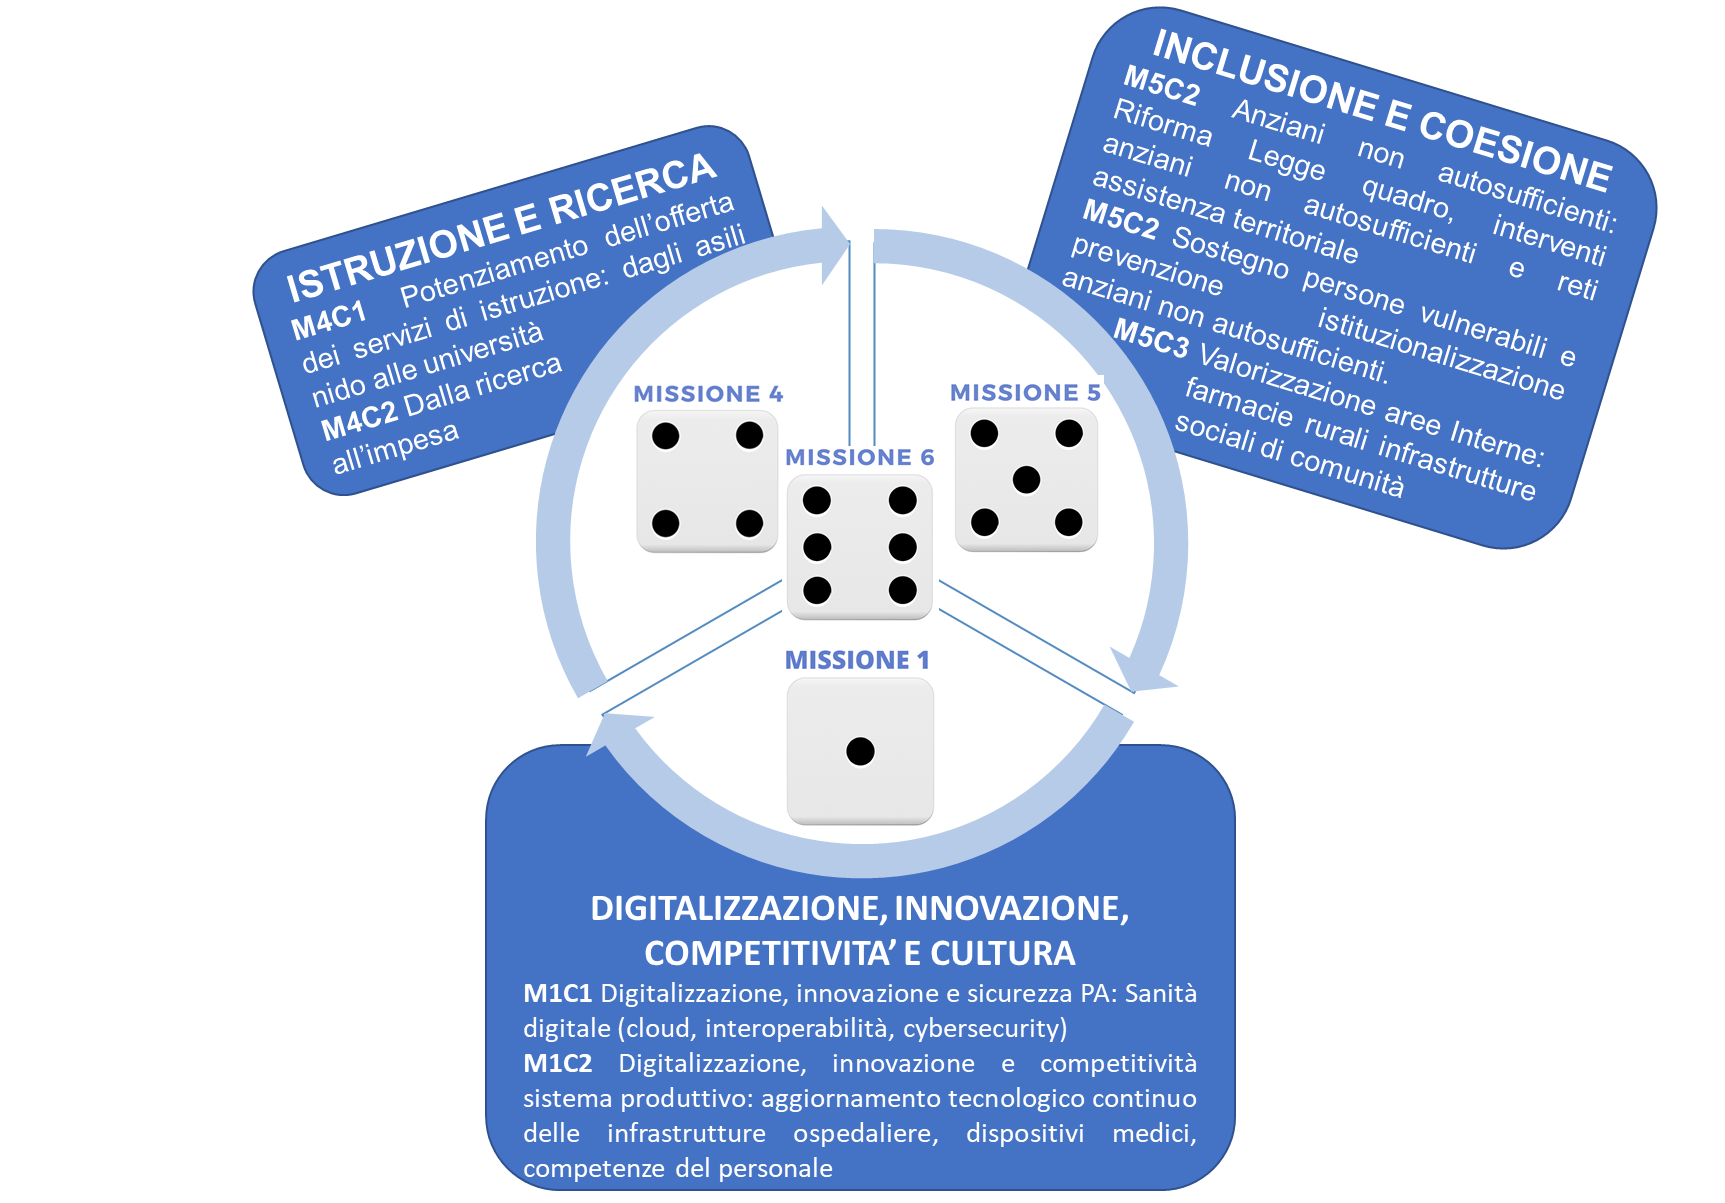 ISTRUZIONE E RICERCA
M4C1 Potenziamento dell’offerta
dei servizi di istruzione: dagli asili
nido alle università
M4C2 Dalla ricerca
all’impesa
INCLUSIONE E COESIONE
M5C2 Anziani non autosufficienti:
Riforma Legge quadro, interventi
anziani non autosufficienti e reti
assistenza territoriale
M5C2 Sostegno persone vulnerabili e
prevenzione istituzionalizzazione
anziani non autosufficienti.
M5C3 Valorizzazione aree Interne:
farmacie rurali infrastrutture
sociali di comunità
MISSIONE 4
MISSIONE 5
MISSIONE 6
MISSIONE 1
DIGITALIZZAZIONE, INNOVAZIONE,
COMPETITIVITA’ E CULTURA
M1C1 Digitalizzazione, innovazione e sicurezza PA: Sanità
digitale (cloud, interoperabilità, cybersecurity)
M1C2 Digitalizzazione, innovazione e competitività
sistema produttivo: aggiornamento tecnologico continuo
delle infrastrutture ospedaliere, dispositivi medici,
competenze del personale